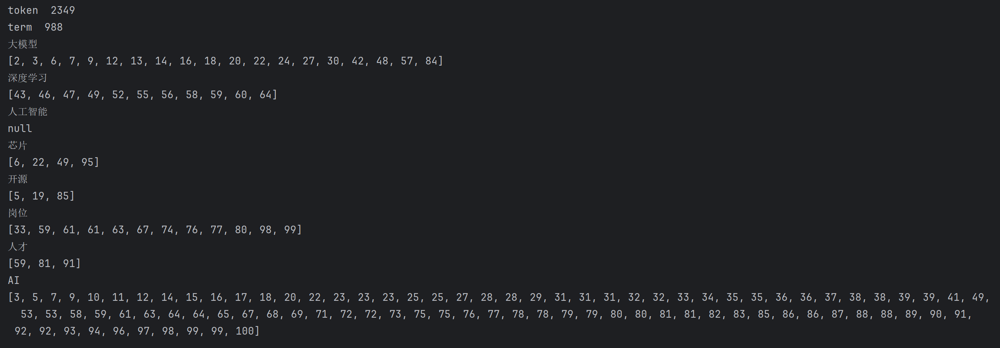 token  2349
term  988
大模型
[2, 3, 6, 7, 9, 12, 13, 14, 16, 18, 20, 22, 24, 27, 30, 42, 48, 57, 84]
深度学习
[43, 46, 47, 49, 52, 55, 56, 58, 59, 60, 64]
人工智能
null
芯片
[6, 22, 49, 95]
开源
[5, 19, 85]
岗位
[33, 59, 61, 61, 63, 67, 74, 76, 77, 80, 98, 99]
人才
[59, 81, 91]
AI
[3, 5, 7, 9, 10, 11, 12, 14, 15, 16, 17, 18, 20, 22, 23, 23, 23, 25, 25, 27, 28, 28, 29, 31, 31, 31, 32, 32, 33, 34, 35, 35, 36, 36, 37, 38, 38, 39, 39, 41, 49,
53, 53, 58, 59, 61, 63, 64, 64, 65, 67, 68, 69, 71, 72, 72, 73, 75, 75, 76, 77, 78, 78, 79, 79, 80, 80, 81, 81, 82, 83, 85, 86, 86, 87, 88, 88, 89, 90, 91,
92, 92, 93, 94, 96, 97, 98, 99, 99, 100]